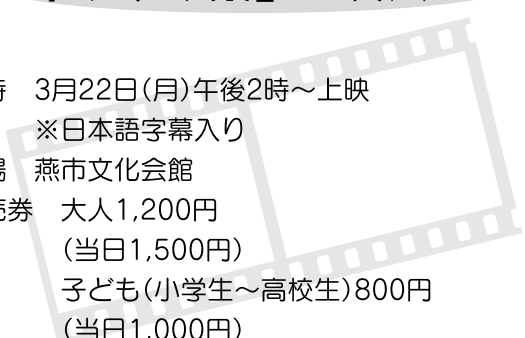 時　3月22日(月)午後2時～上映
※日本語字幕入り
場　燕市文化会館
売券　大人1,200円
(当日1,500円)
子ども(小学生～高校生)800円
(当日1,000円)